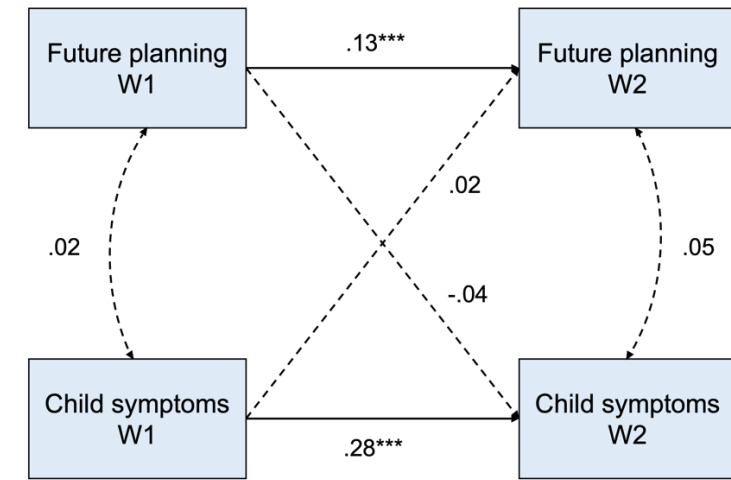 Future planning
W1
.13***
Future planning
W2
.02
.02
.05
-.04
Child symptoms
W1
.28***
Child symptoms
W2